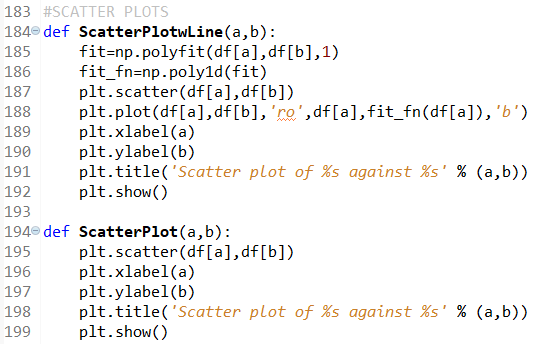 183 #SCATTER PLOTS
184 def ScatterPlotwLine(a,b):
185     fit=np.polyfit(df[a],df[b],1)
186     fit_fn=np.poly1d(fit)
187     plt.scatter(df[a],df[b])
188     plt.plot(df[a],df[b],'ro',df[a],fit_fn(df[a]),'b')
189     plt.xlabel(a)
190     plt.ylabel(b)
191     plt.title('Scatter plot of %s against %s' % (a,b))
192     plt.show()
193
194 def ScatterPlot(a,b):
195     plt.scatter(df[a],df[b])
196     plt.xlabel(a)
197     plt.ylabel(b)
198     plt.title('Scatter plot of %s against %s' % (a,b))
199     plt.show()